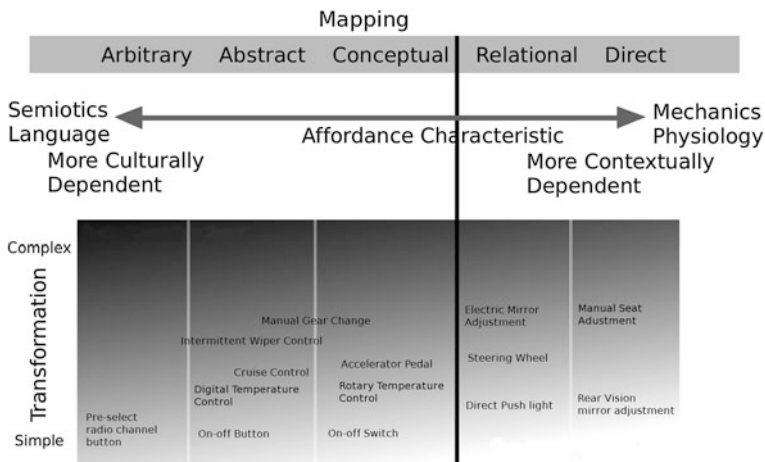 Mapping
Arbitrary Abstract Conceptual Relational Direct
Semiotics
Language
Mechanics
Physiology
Affordance Characteristic
More Culturally
Dependent
More Contextually
Dependent
Transformation
Complex
Simple
Electric Mirror
Adjustment
Manual Seat
Adustment
Manual Gear Change
Intermittent Wiper Control
Steering Wheel
Accelerator Pedal
Cruise Control
Digital Temperature
Control
Rotary Temperature
Control
Direct Push light
Rear Vision
mirror adjustment
Pre-select
radio channel
button
On-off Button
On-off Switch